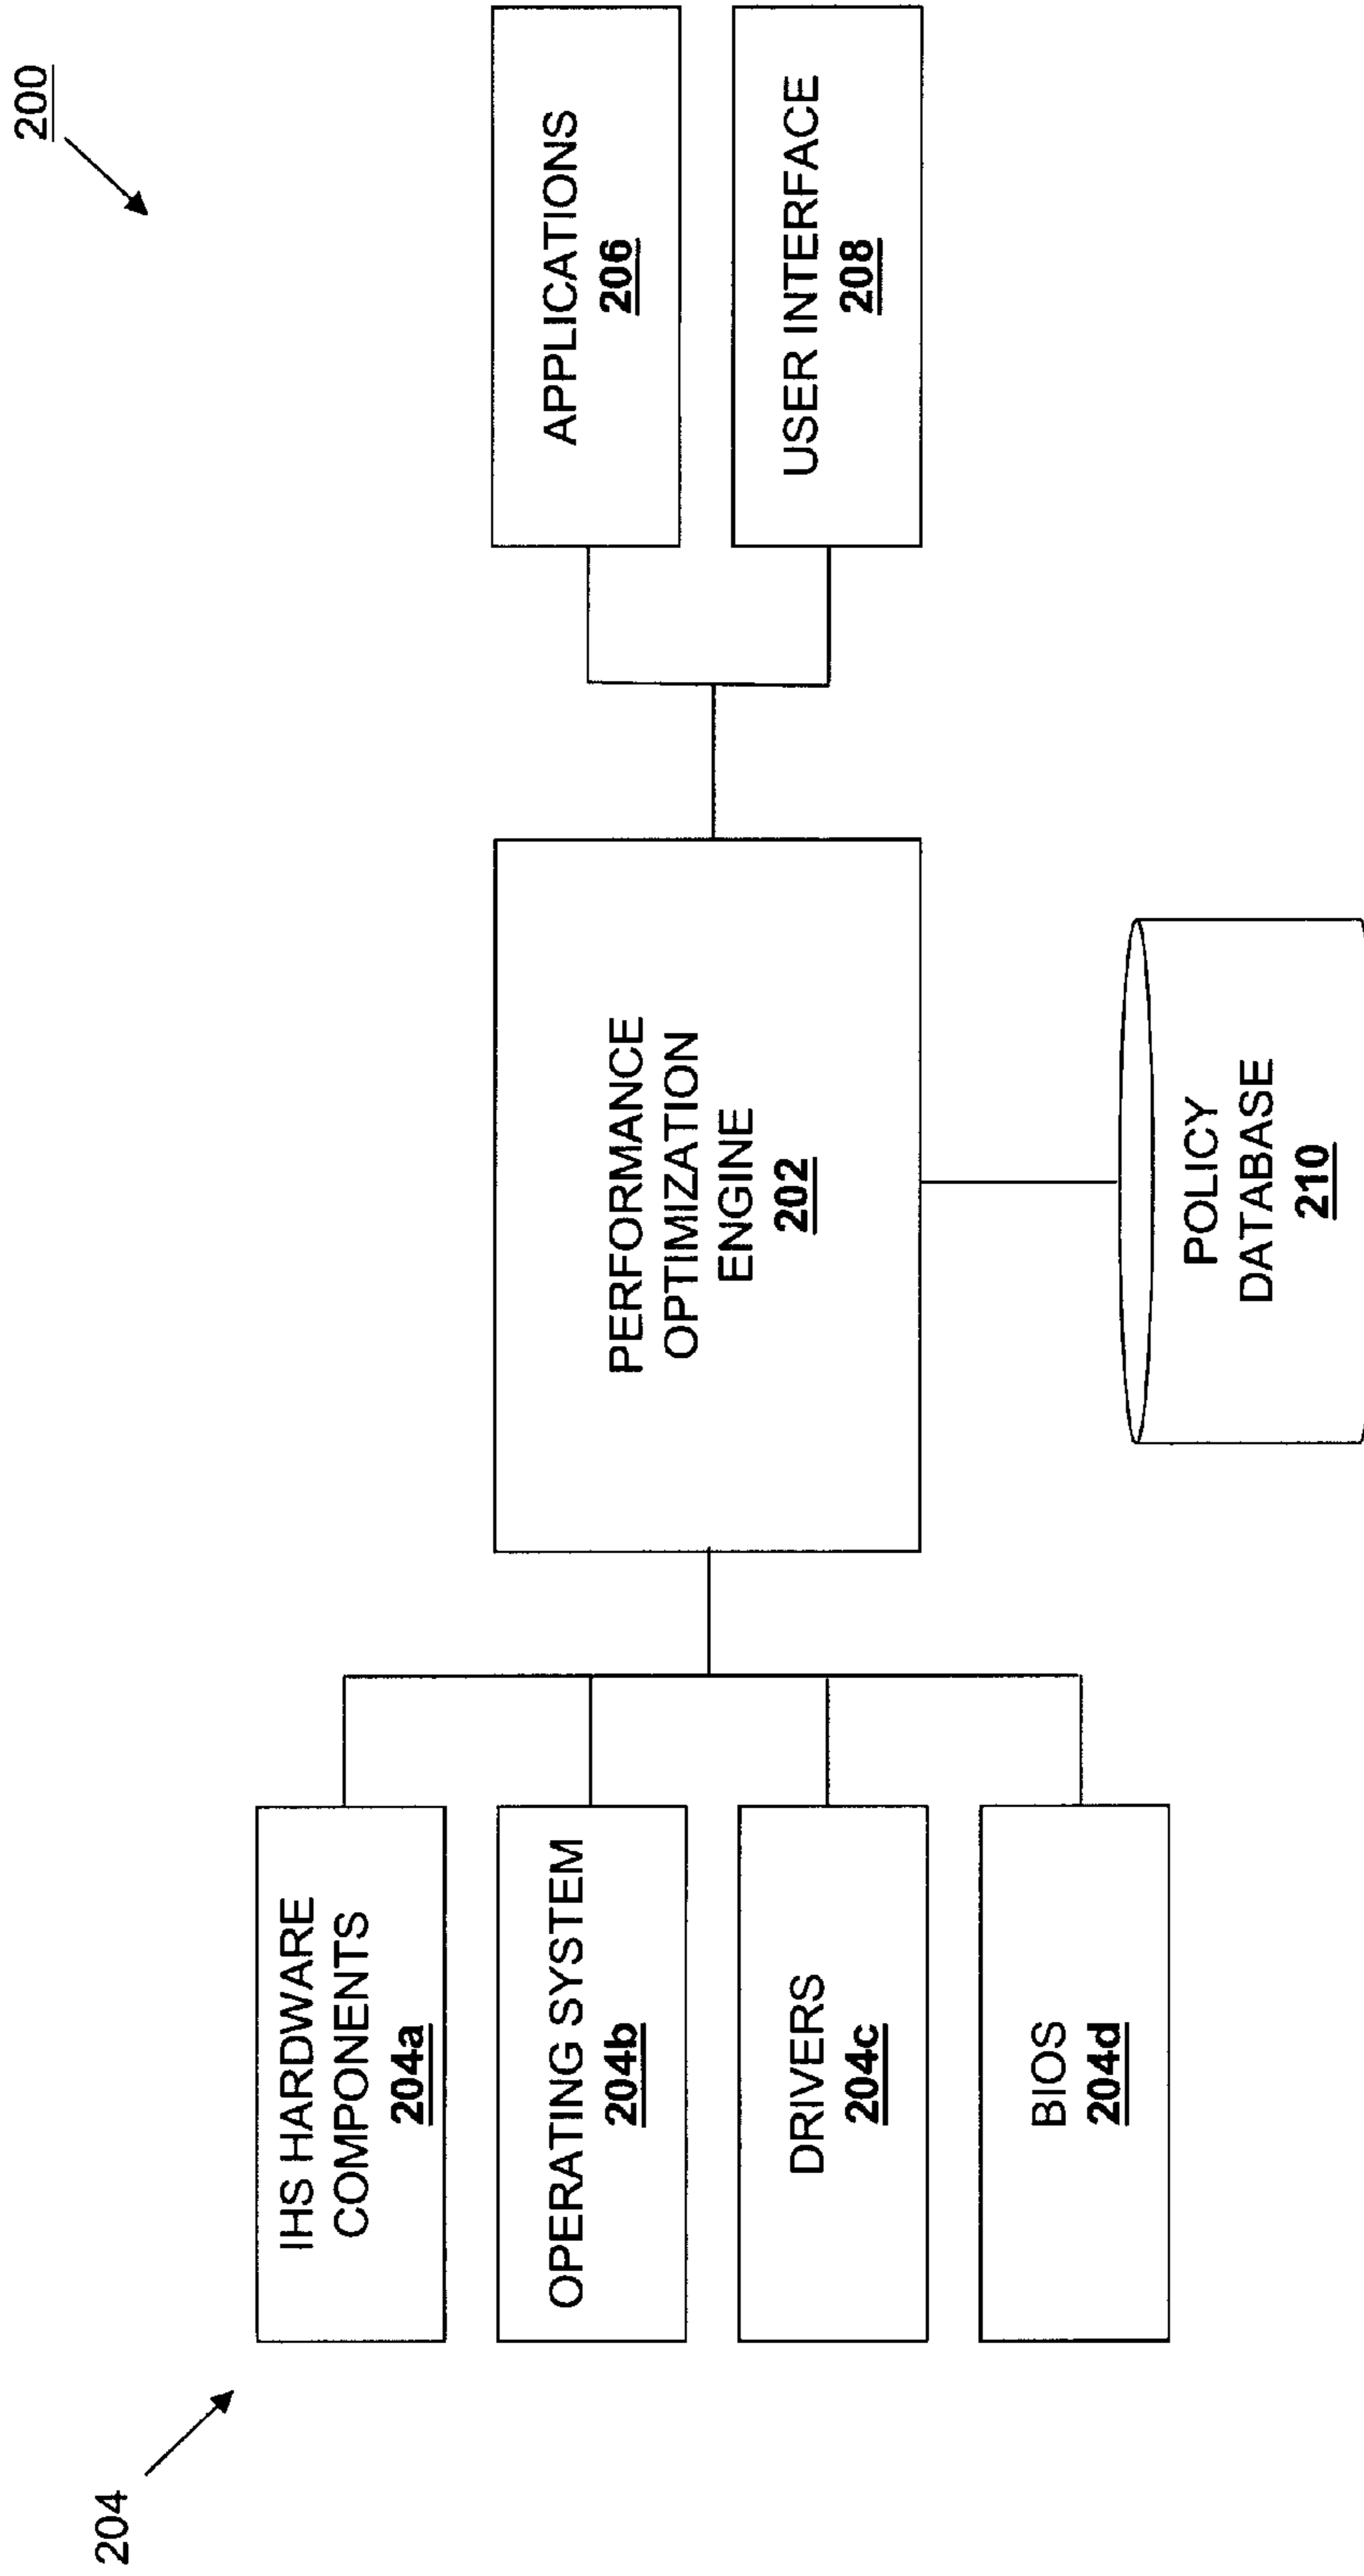 200
204
IHS HARDWARE
COMPONENTS
204a
OPERATING SYSTEM
204b
DRIVERS
204c
BIOS
204d
PERFORMANCE
OPTIMIZATION
ENGINE
202
POLICY
DATABASE
210
APPLICATIONS
206
USER INTERFACE
208